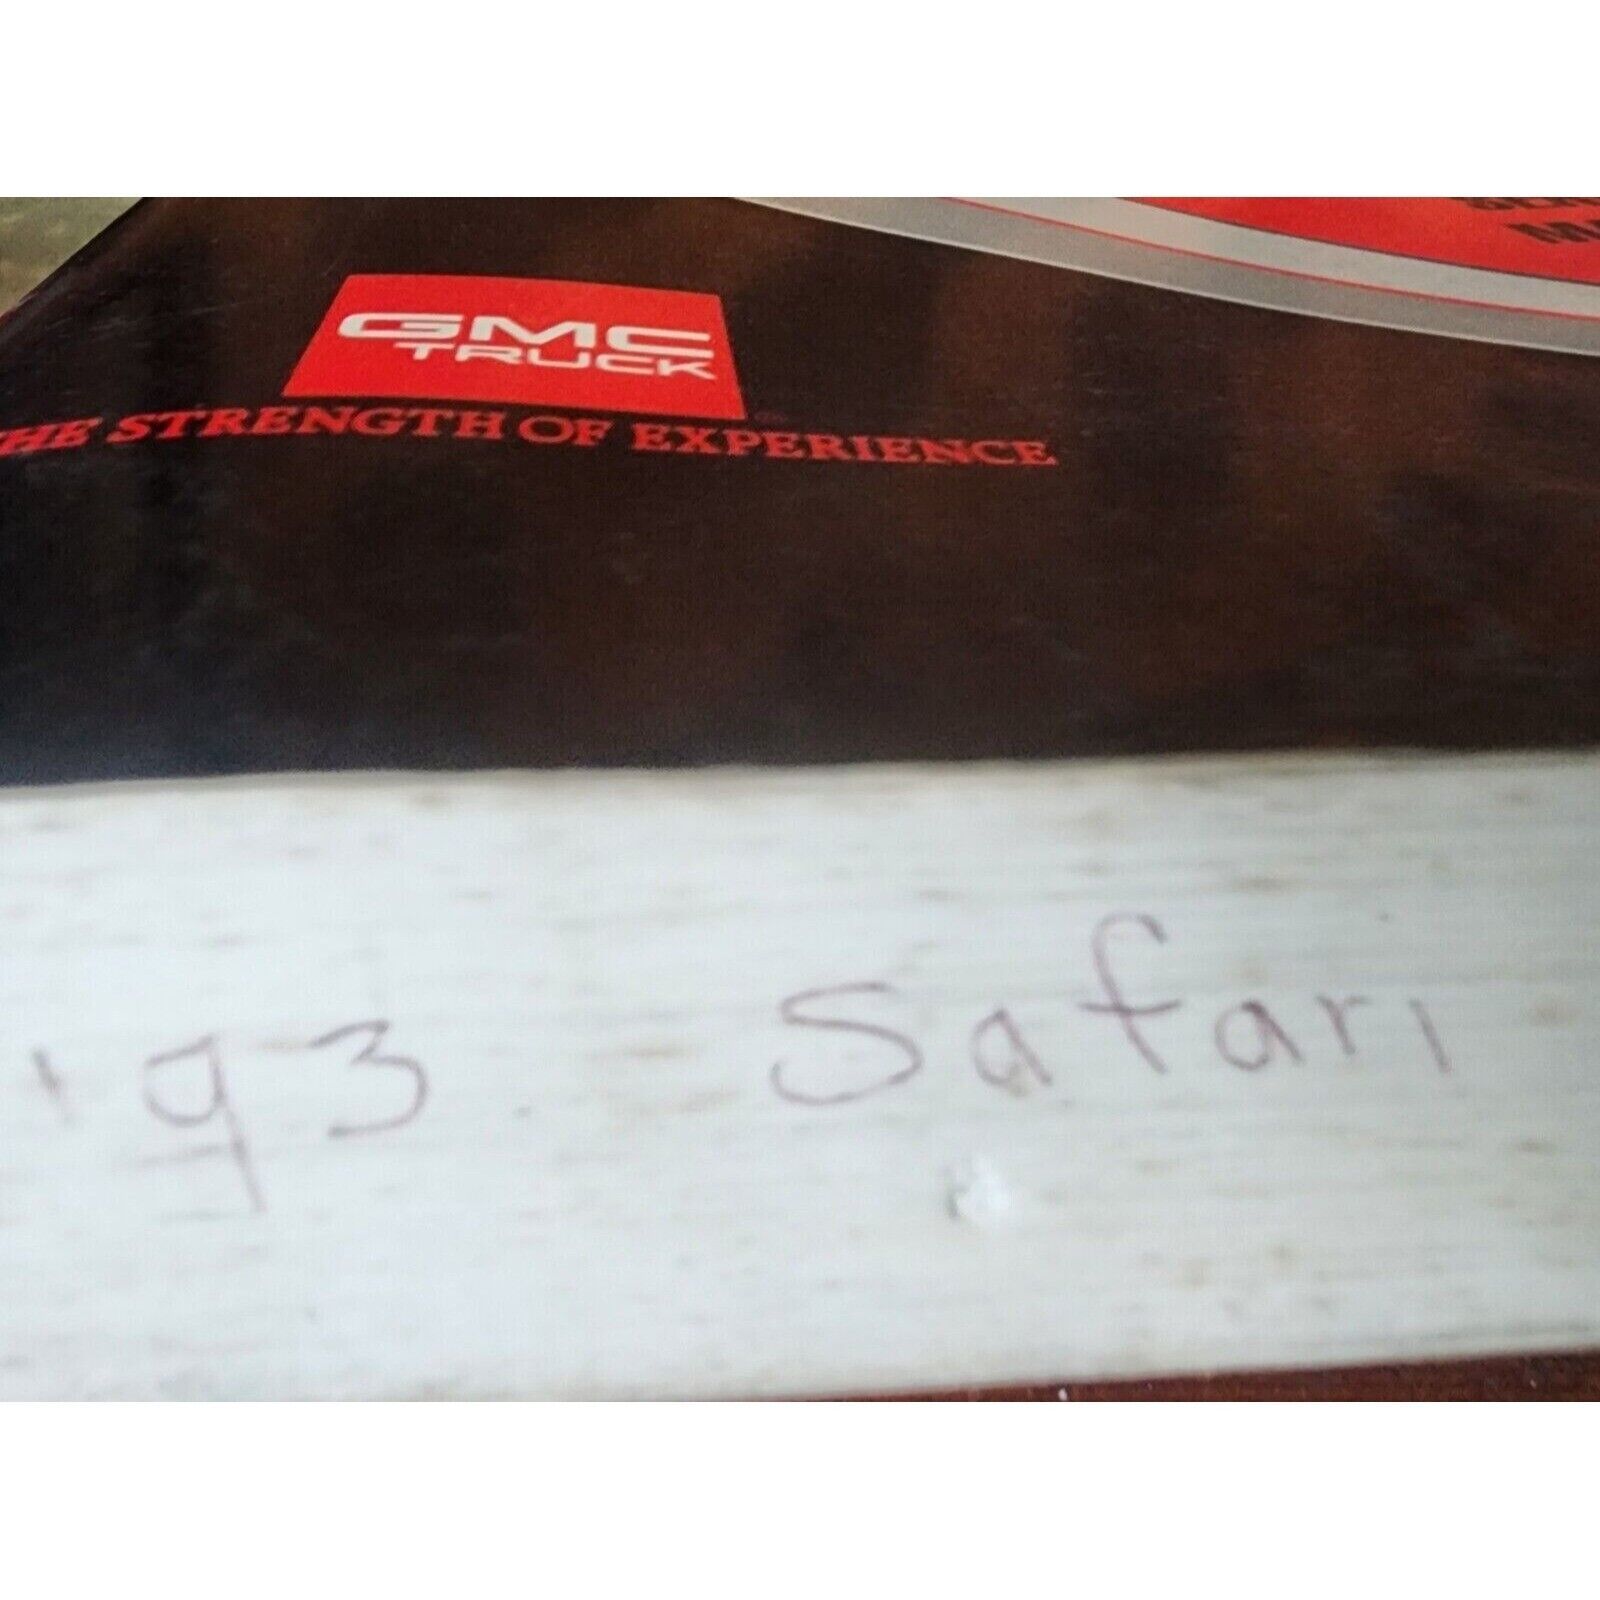 GMC
TRUCK
THE STRENGTH OF EXPERIENCE
'93 Safari